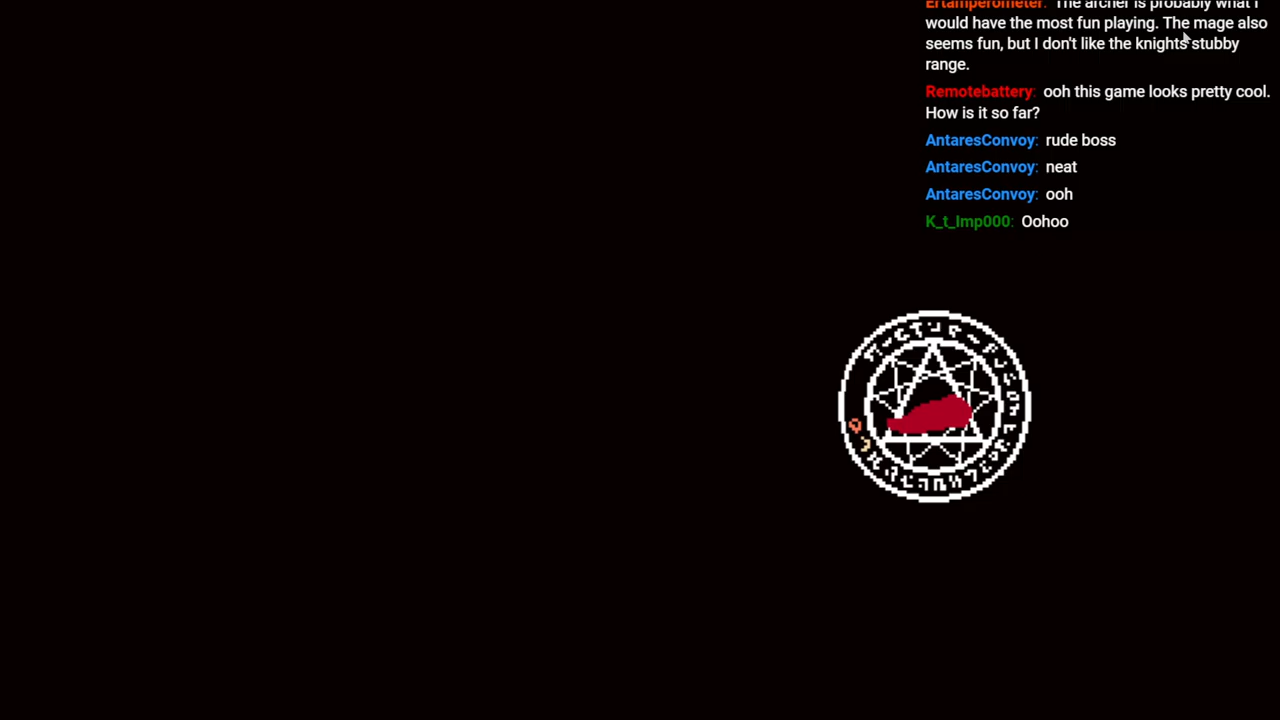 Ertamperometer: The archer is probably what I
would have the most fun playing. The mage also
seems fun, but I don't like the knights stubby
range.
Remotebattery: ooh this game looks pretty cool.
How is it so far?
AntaresConvoy: rude boss
AntaresConvoy: neat
AntaresConvoy: ooh
K_t_Imp000: Oohoo